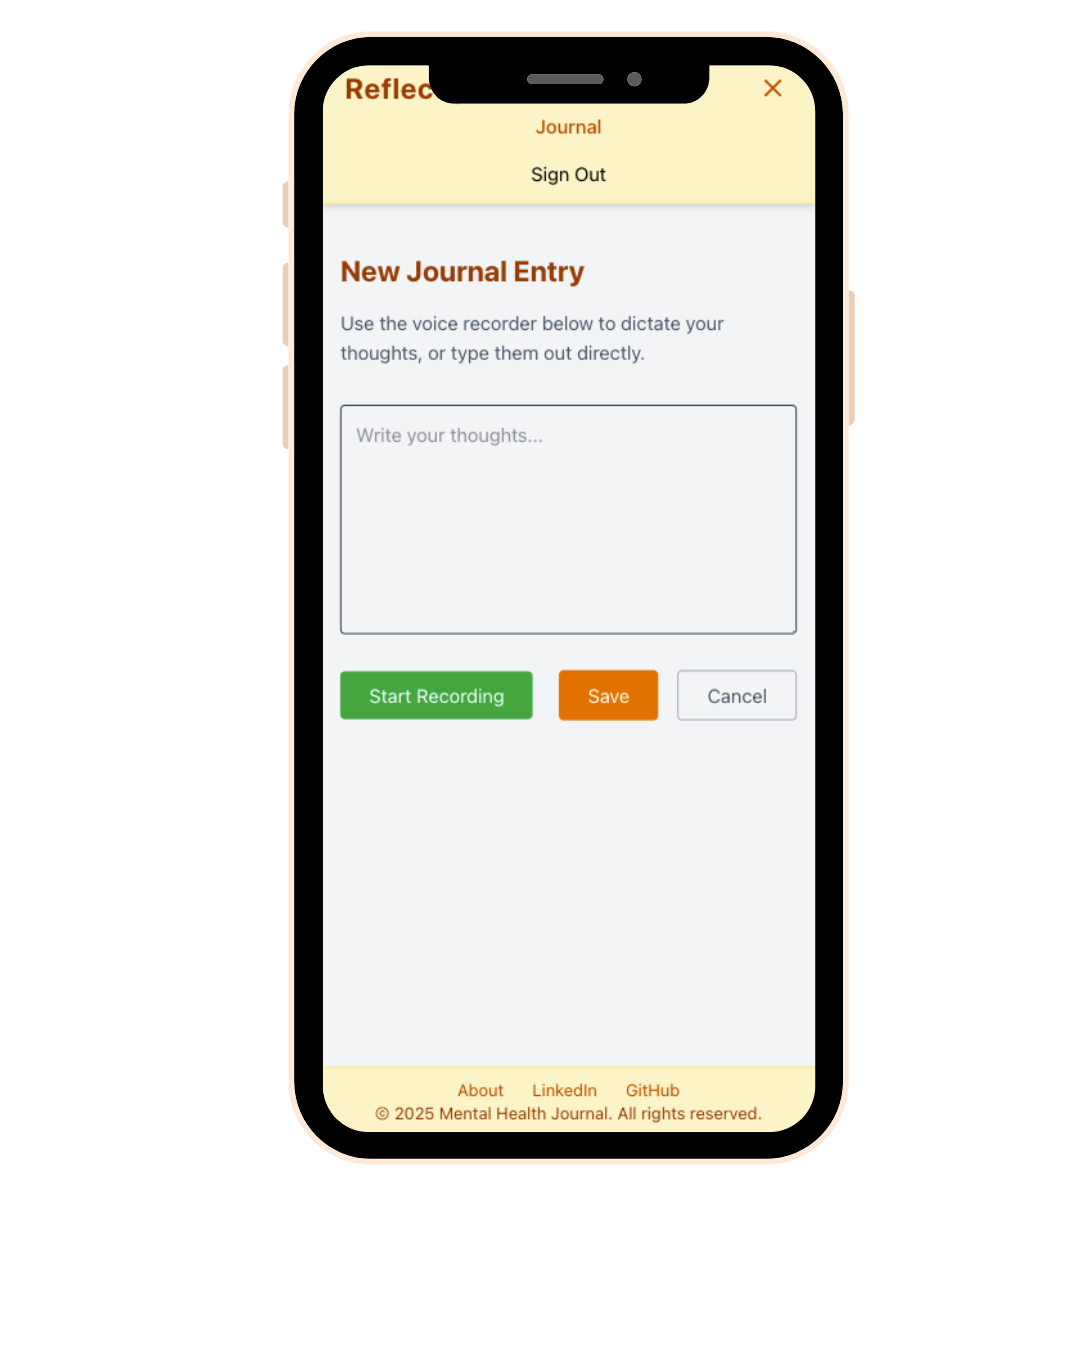 Reflec
Journal
Sign Out
New Journal Entry
Use the voice recorder below to dictate your
thoughts, or type them out directly.
Write your thoughts...
Start Recording Save Cancel
About LinkedIn GitHub
© 2025 Mental Health Journal. All rights reserved.